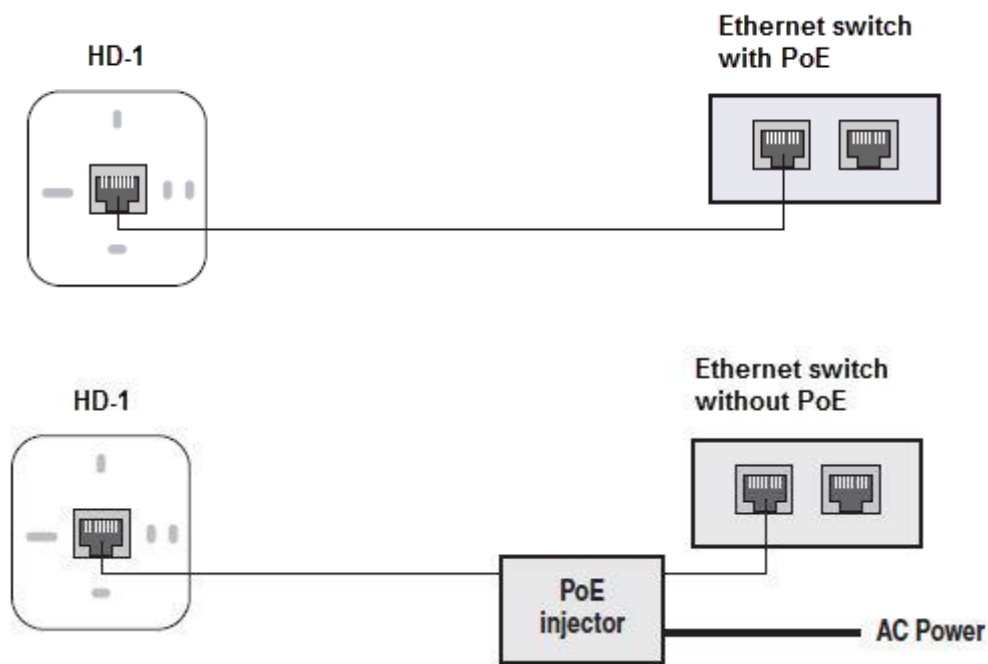 Ethernet switch
with PoE
HD-1
Ethernet switch
without PoE
HD-1
PoE
injector
AC Power